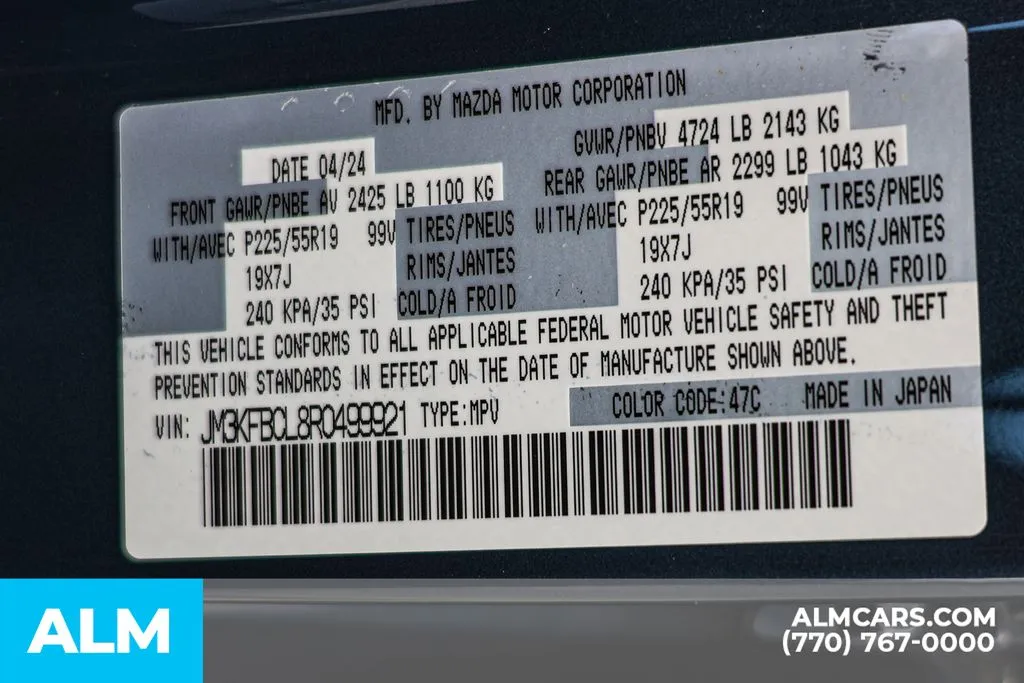 MFD. BY MAZDA MOTOR CORPORATION
DATE 04/24
GVWR/PNBV 4724 LB 2143 KG
FRONT GAWR/PNBE AV 2425 LB 1100 KG
REAR GAWR/PNBE AR 2299 LB 1043 KG
WITH/AVEC P225/55R19 99V TIRES/PNEUS
WITH/AVEC P225/55R19 99V TIRES/PNEUS
19X7J RIMS/JANTES
19X7J RIMS/JANTES
240 KPA/35 PSI COLD/A FROID
240 KPA/35 PSI COLD/A FROID
THIS VEHICLE CONFORMS TO ALL APPLICABLE FEDERAL MOTOR VEHICLE SAFETY AND THEFT
PREVENTION STANDARDS IN EFFECT ON THE DATE OF MANUFACTURE SHOWN ABOVE.
VIN: JM3KFBCL8R0499921 TYPE:MPV COLOR CODE:47C MADE IN JAPAN
ALM
ALMCARS.COM
(770) 767-0000